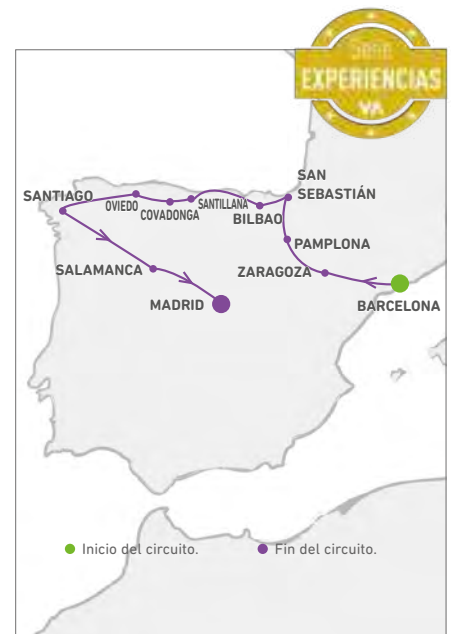 SERIE
EXPERIENCIAS
VA
SAN
SEBASTIÁN
SANTIAGO
OVIEDO
COVADONGA
SANTILLANA
BILBAO
PAMPLONA
SALAMANCA
ZARAGOZA
MADRID
BARCELONA
Inicio del circuito.
Fin del circuito.